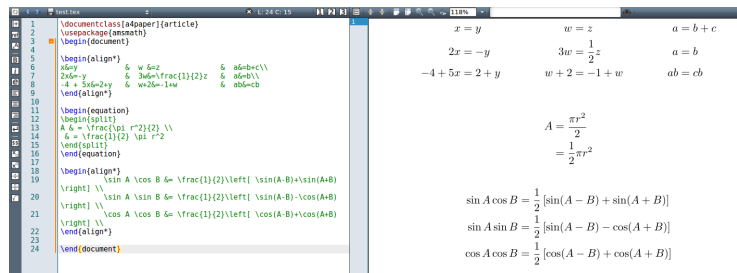 test.tex
L: 24 C: 15
1 2 3
118%
1
1 \documentclass[a4paper]{article}
2 \usepackage{amsmath}
3 \begin{document}
4
5 \begin{align*}
6 x&=y & w &=z & a&=b+c\\
7 2x&=-y & 3w&=\frac{1}{2}z & a&=b\\
8 -4 + 5x&=2+y & w+2&=-1+w & ab&=cb
9 \end{align*}
10
11 \begin{equation}
12 \begin{split}
13 A & = \frac{\pi r^2}{2} \\
14 & = \frac{1}{2} \pi r^2
15 \end{split}
16 \end{equation}
17
18 \begin{align*}
19 \sin A \cos B &= \frac{1}{2}\left[ \sin(A-B)+\sin(A+B)
\right] \\
20 \sin A \sin B &= \frac{1}{2}\left[ \sin(A-B)-\cos(A+B)
\right] \\
21 \cos A \cos B &= \frac{1}{2}\left[ \cos(A-B)+\cos(A+B)
\right] \\
22 \end{align*}
23
24 \end{document}
x = y w = z a = b + c
2x = −y 3w = 1/2 z a = b
−4 + 5x = 2 + y w + 2 = −1 + w ab = cb
A = πr²/2
= 1/2 πr²
sin A cos B = 1/2 [sin(A − B) + sin(A + B)]
sin A sin B = 1/2 [sin(A − B) − cos(A + B)]
cos A cos B = 1/2 [cos(A − B) + cos(A + B)]